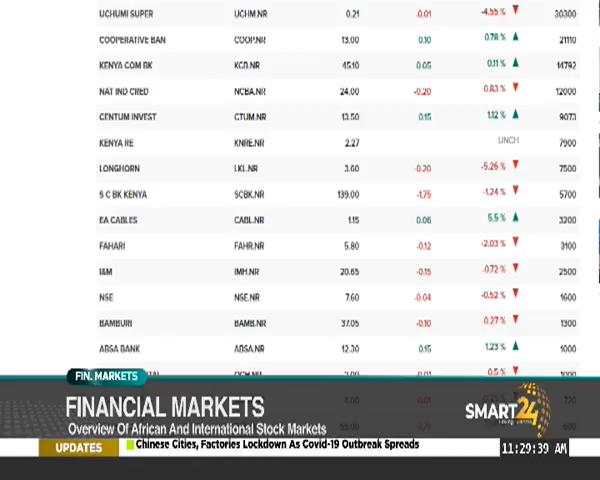 UCHUMI SUPER UCHM.NR 0.21 -0.01 -4.55 % 30300
COOPERATIVE BAN COOP.NR 13.00 0.10 0.78 % 21110
KENYA COM BK KCB.NR 45.10 0.05 0.11 % 14792
NAT IND CRED NCBA.NR 24.00 -0.20 0.83 % 12000
CENTUM INVEST CTUM.NR 13.50 0.15 1.12 % 9073
KENYA RE KNRE.NR 2.27 UNCH 7900
LONGHORN LKL.NR 3.60 -0.20 -5.26 % 7500
S C BK KENYA SCBK.NR 139.00 -1.75 -1.24 % 5700
EA CABLES CABL.NR 1.15 0.06 5.5 % 3200
FAHARI FAHR.NR 5.80 -0.12 -2.03 % 3100
I&M IMH.NR 20.65 -0.15 -0.72 % 2500
NSE NSE.NR 7.60 -0.04 -0.52 % 1600
BAMBURI BAMB.NR 37.05 -0.10 0.27 % 1300
ABSA BANK ABSA.NR 12.30 0.15 1.23 % 1000
FIN. MARKETS
0.5 %
FINANCIAL MARKETS
Overview Of African And International Stock Markets
SMART24
UPDATES Chinese Cities, Factories Lockdown As Covid-19 Outbreak Spreads 11:29:39 AM